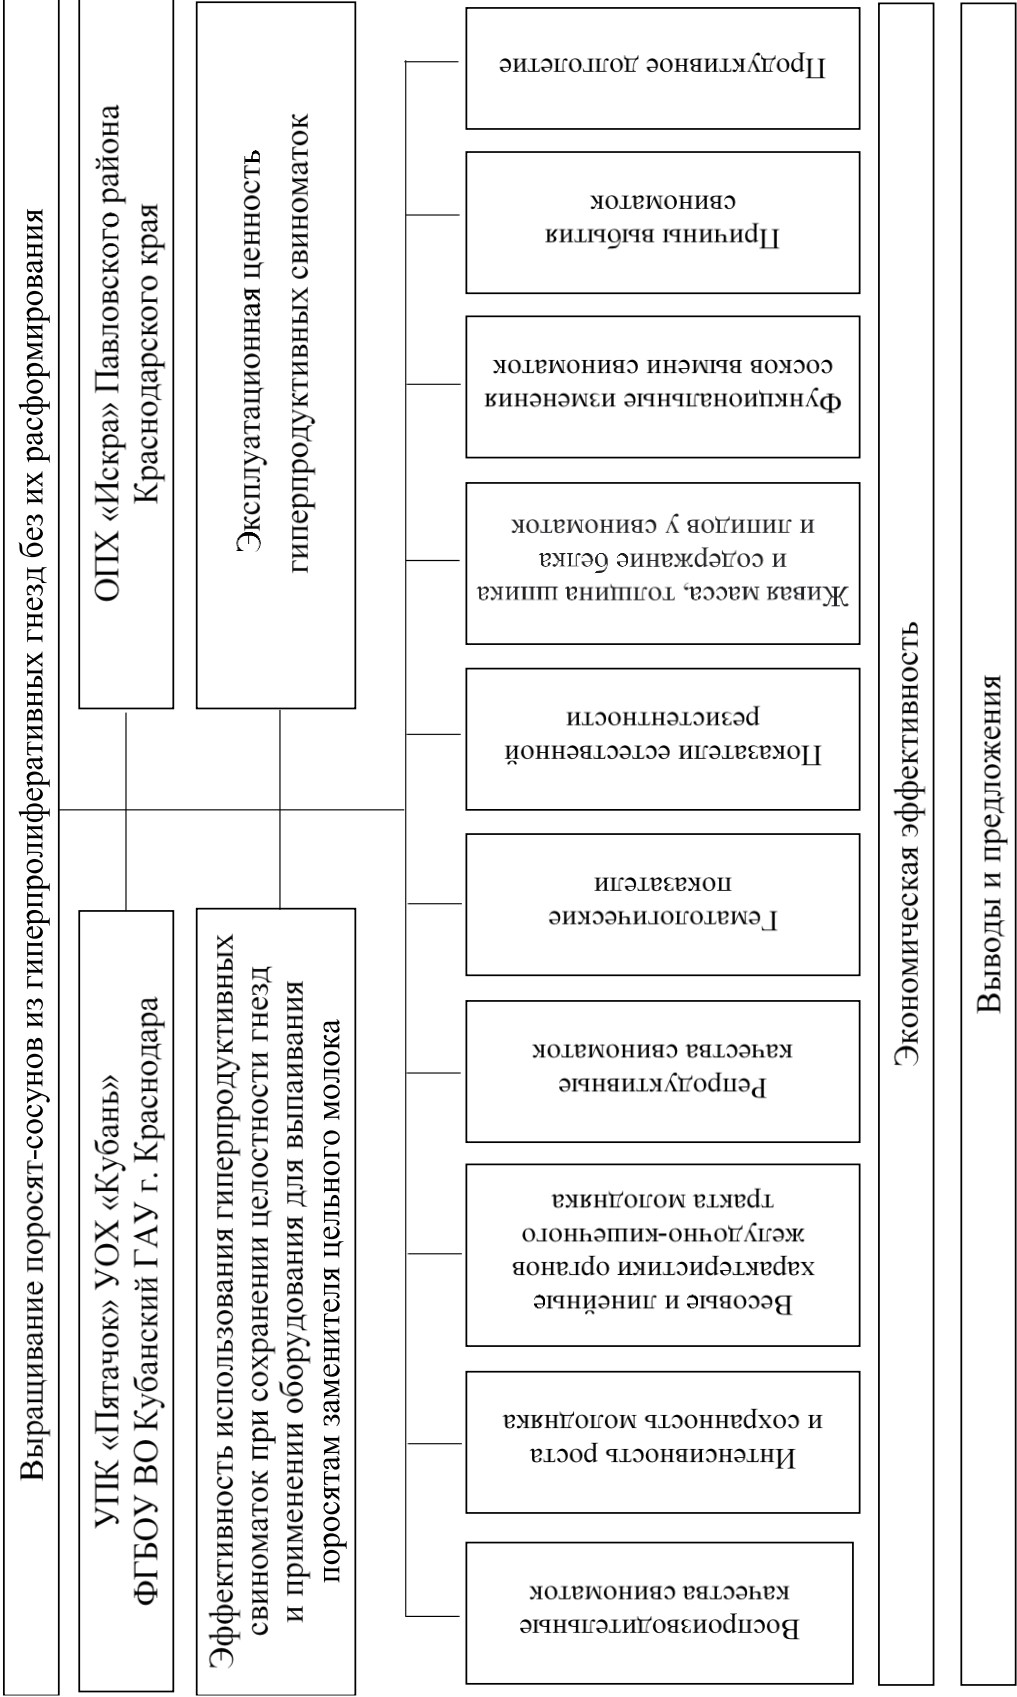 Выращивание поросят-сосунов из гиперпролиферативных гнезд без их расформирования
УПК «Пятачок» УОХ «Кубань»
ФГБОУ ВО Кубанский ГАУ г. Краснодара
ОПХ «Искра» Павловского района
Краснодарского края
Эффективность использования гиперпродуктивных
свиноматок при сохранении целостности гнезд
и применении оборудования для выпаивания
поросятам заменителя цельного молока
Эксплуатационная ценность
гиперпродуктивных свиноматок
Воспроизводительные
качества свиноматок
Интенсивность роста
и сохранность молодняка
Весовые и линейные
характеристики органов
желудочно-кишечного
тракта молодняка
Репродуктивные
качества свиноматок
Гематологические
показатели
Показатели естественной
резистентности
Живая масса, толщина шпика
и содержание белка
и липидов у свиноматок
Функциональные изменения
сосков вымени свиноматок
Причины выбытия
свиноматок
Продуктивное долголетие
Экономическая эффективность
Выводы и предложения